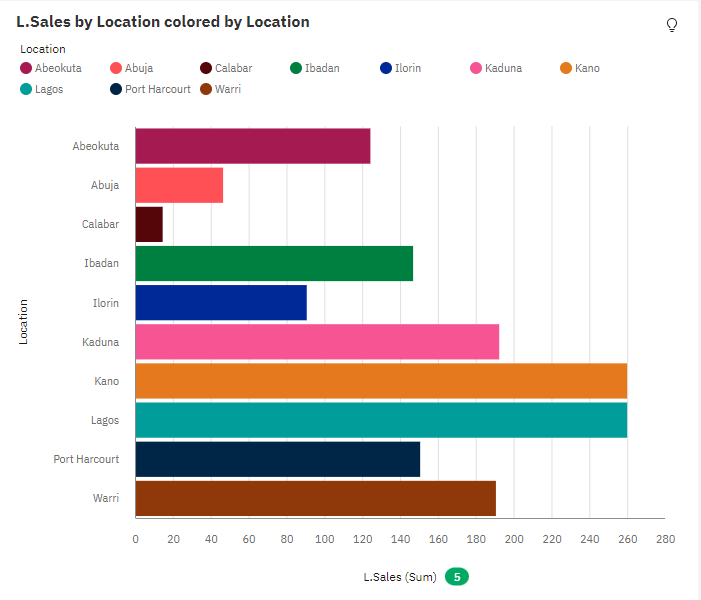 L.Sales by Location colored by Location
Location
Abeokuta Abuja Calabar Ibadan Ilorin Kaduna Kano
Lagos Port Harcourt Warri
Location
Abeokuta
Abuja
Calabar
Ibadan
Ilorin
Kaduna
Kano
Lagos
Port Harcourt
Warri
0 20 40 60 80 100 120 140 160 180 200 220 240 260 280
L.Sales (Sum) 5